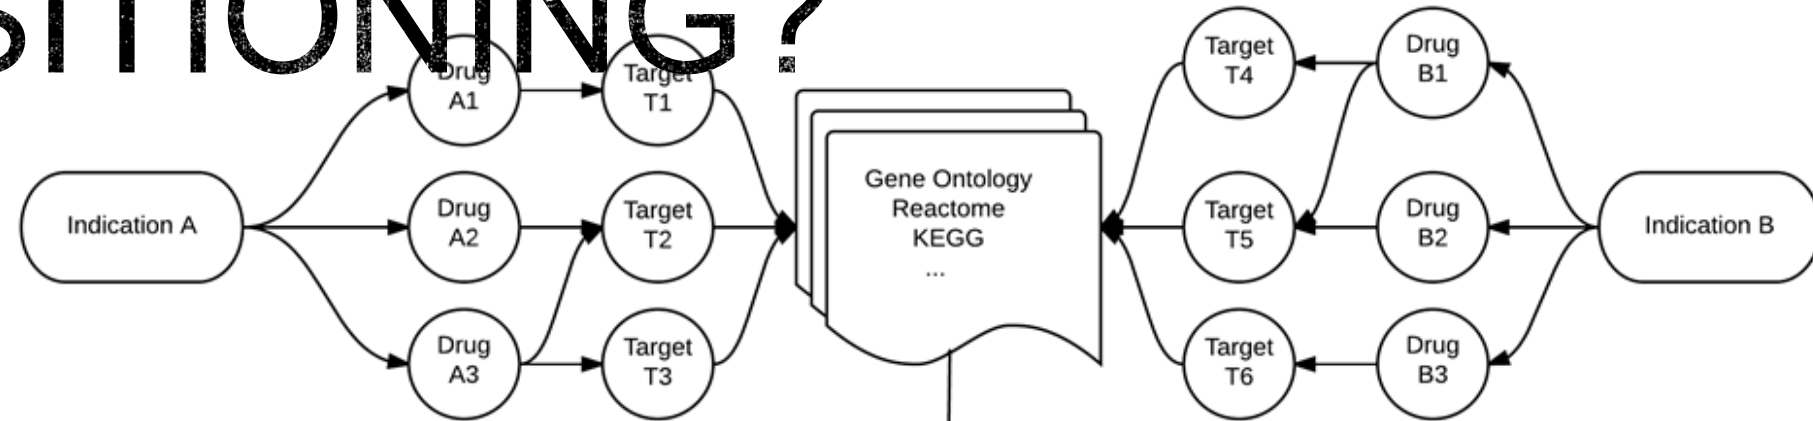 SITIONING?
Indication A
Drug
A1
Drug
A2
Drug
A3
Target
T1
Target
T2
Target
T3
Gene Ontology
Reactome
KEGG
...
Target
T4
Target
T5
Target
T6
Drug
B1
Drug
B2
Drug
B3
Indication B